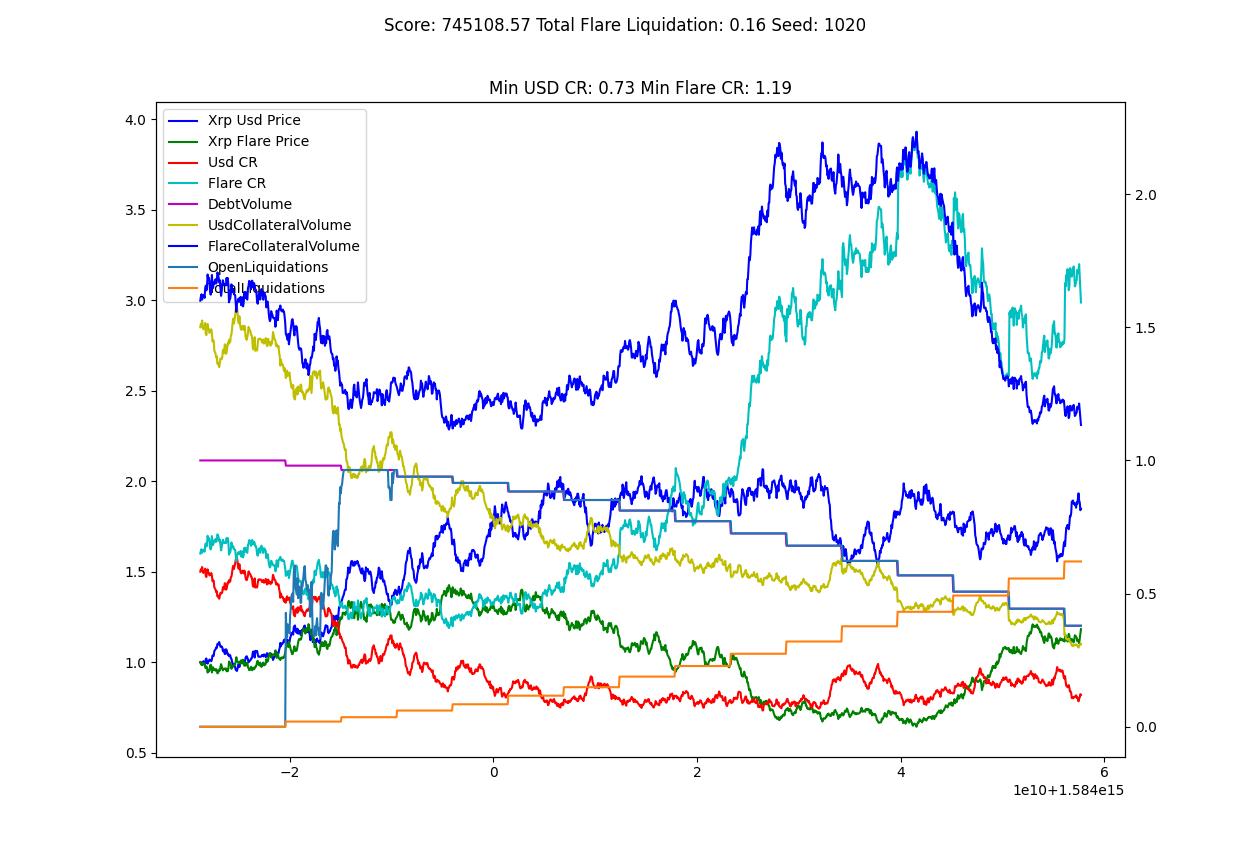 Score: 745108.57 Total Flare Liquidation: 0.16 Seed: 1020
Min USD CR: 0.73 Min Flare CR: 1.19
Xrp Usd Price
Xrp Flare Price
Usd CR
Flare CR
DebtVolume
UsdCollateralVolume
FlareCollateralVolume
OpenLiquidations
TotalLiquidations
4.0
3.5
3.0
2.5
2.0
1.5
1.0
0.5
2.0
1.5
1.0
0.5
0.0
−2 0 2 4 6
1e10+1.584e15